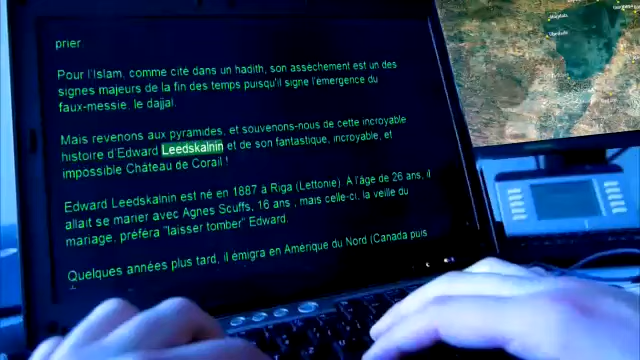 prier.
Pour l'Islam, comme cité dans un hadith, son assèchement est un des
signes majeurs de la fin des temps puisqu'il signe l'émergence du
faux-messie, le dajjal.
Mais revenons aux pyramides, et souvenons-nous de cette incroyable
histoire d'Edward Leedskalnin et de son fantastique, incroyable, et
impossible Château de Corail !
Edward Leedskalnin est né en 1887 à Riga (Lettonie). A l'âge de 26 ans, il
allait se marier avec Agnes Scuffs, 16 ans , mais celle-ci, la veille du
mariage, préféra "laisser tomber" Edward.
Quelques années plus tard, il émigra en Amérique du Nord (Canada puis